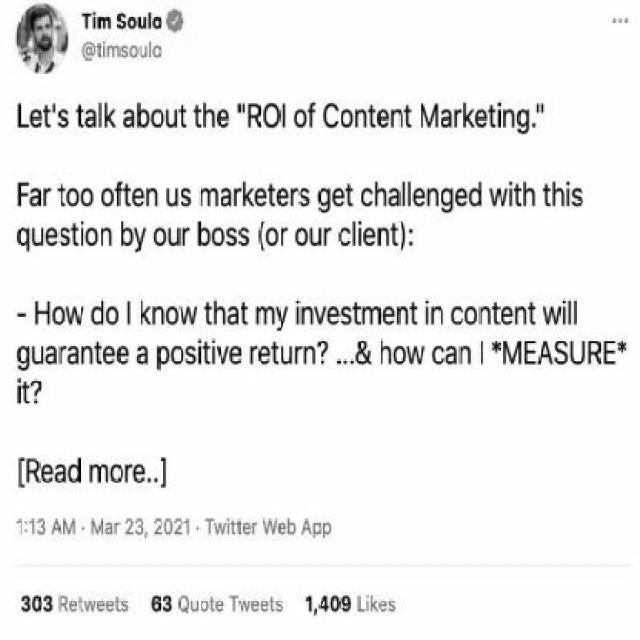 Tim Soulo
@timsoulo
Let's talk about the "ROI of Content Marketing."
Far too often us marketers get challenged with this
question by our boss (or our client):
- How do I know that my investment in content will
guarantee a positive return? ...& how can I *MEASURE*
it?
[Read more..]
1:13 AM · Mar 23, 2021 · Twitter Web App
303 Retweets 63 Quote Tweets 1,409 Likes